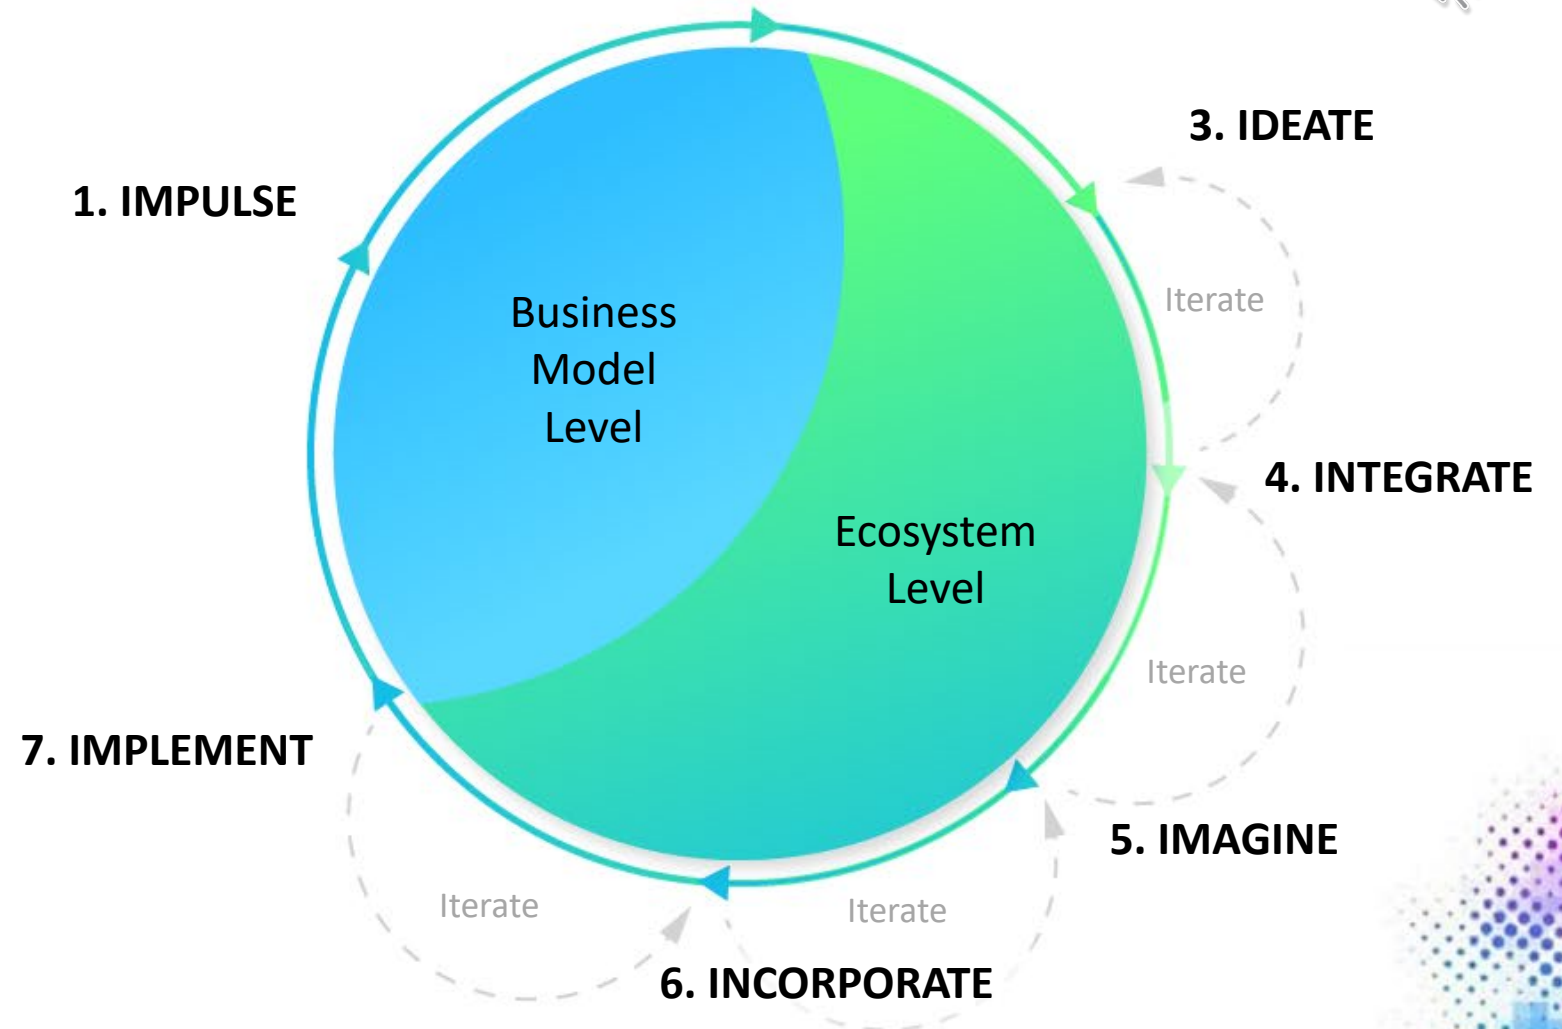 1. IMPULSE
3. IDEATE
Iterate
Business
Model
Level
4. INTEGRATE
Ecosystem
Level
Iterate
7. IMPLEMENT
5. IMAGINE
Iterate
Iterate
6. INCORPORATE